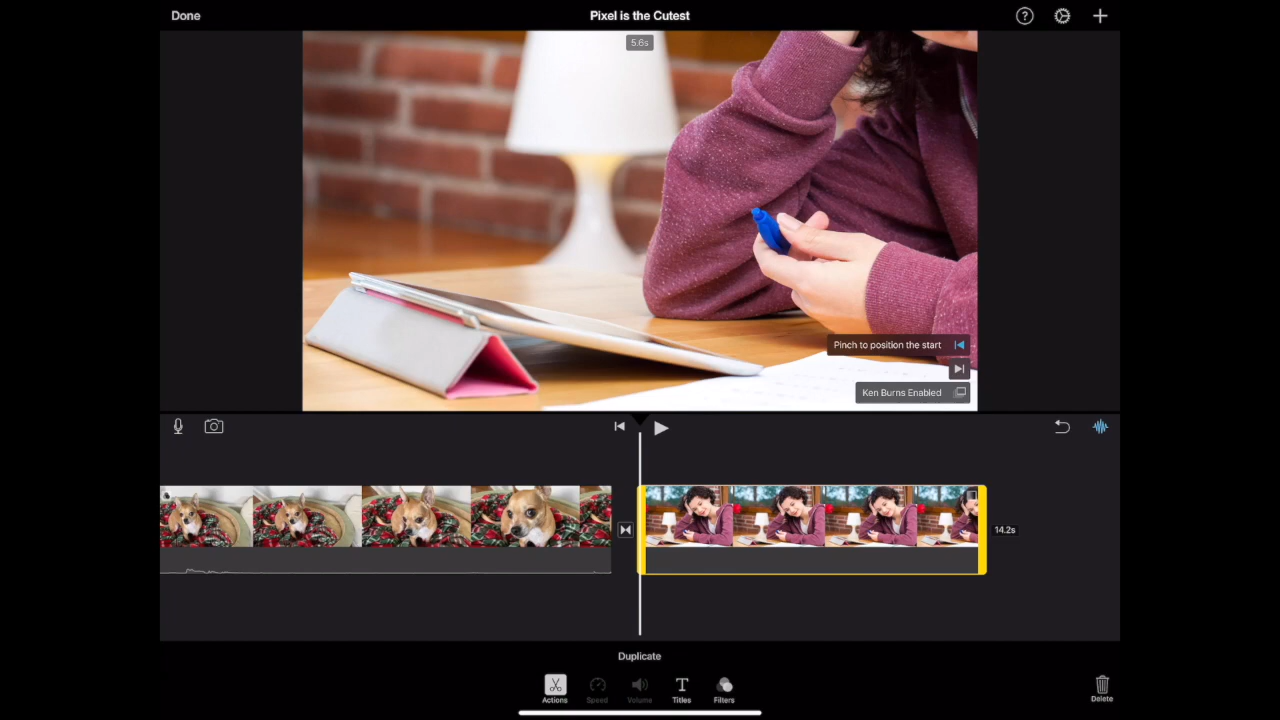 Done
Pixel is the Cutest
5.6s
Pinch to position the start
Ken Burns Enabled
14.2s
Duplicate
Actions
Speed
Volume
Titles
Filters
Delete